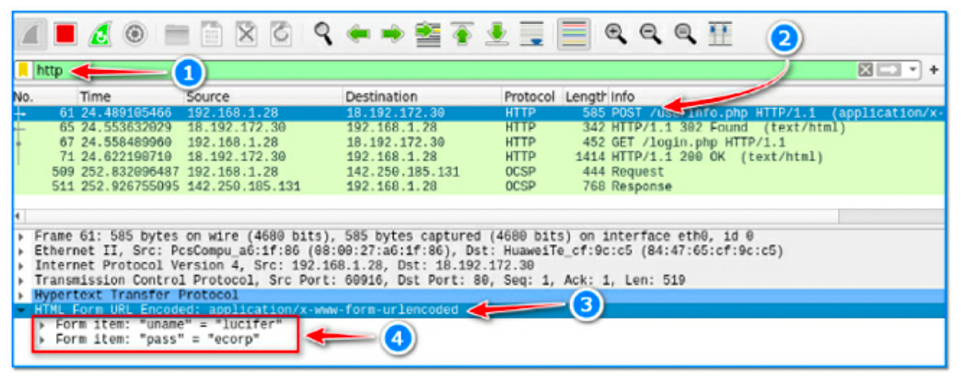 2
http
1
No. Time Source Destination Protocol Length Info
61 24.489105466 192.168.1.28 18.192.172.30 HTTP 585 POST /userinfo.php HTTP/1.1 (application/x-
65 24.553632029 18.192.172.30 192.168.1.28 HTTP 342 HTTP/1.1 302 Found (text/html)
67 24.558489960 192.168.1.28 18.192.172.30 HTTP 452 GET /login.php HTTP/1.1
71 24.622190710 18.192.172.30 192.168.1.28 HTTP 1414 HTTP/1.1 200 OK (text/html)
509 252.832096487 192.168.1.28 142.250.185.131 OCSP 444 Request
511 252.926755095 142.250.185.131 192.168.1.28 OCSP 768 Response
Frame 61: 585 bytes on wire (4680 bits), 585 bytes captured (4680 bits) on interface eth0, id 0
Ethernet II, Src: PcsCompu_a6:1f:86 (08:00:27:a6:1f:86), Dst: HuaweiTe_cf:9c:c5 (84:47:65:cf:9c:c5)
Internet Protocol Version 4, Src: 192.168.1.28, Dst: 18.192.172.30
Transmission Control Protocol, Src Port: 60916, Dst Port: 80, Seq: 1, Ack: 1, Len: 519
Hypertext Transfer Protocol
HTML Form URL Encoded: application/x-www-form-urlencoded
3
Form item: "uname" = "lucifer"
Form item: "pass" = "ecorp"
4